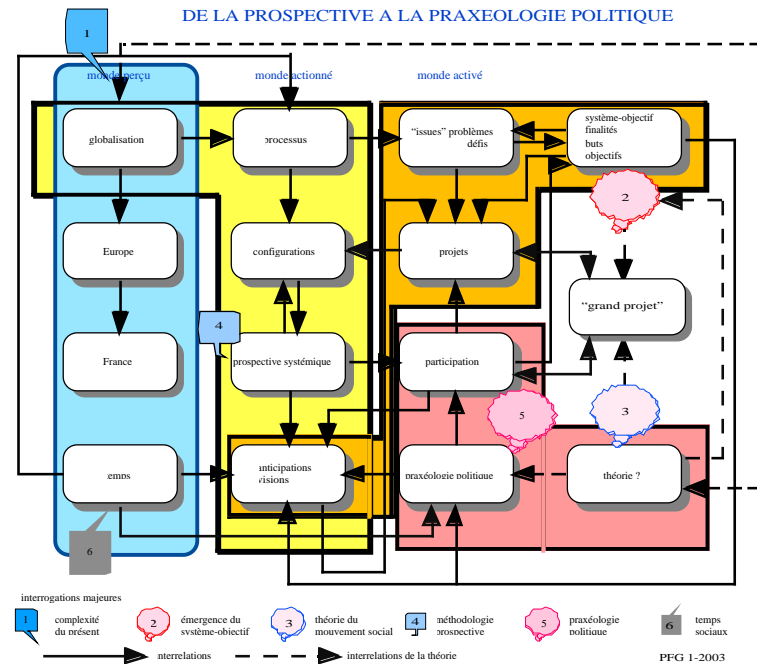 DE LA PROSPECTIVE A LA PRAXEOLOGIE POLITIQUE
1
monde perçu
monde actionné
monde activé
globalisation
processus
“issues” problèmes
défis
système-objectif
finalités
buts
objectifs
2
Europe
configurations
projets
“grand projet”
4
France
prospective systémique
participation
5
3
emps
anticipations
visions
praxéologie politique
théorie ?
6
interrogations majeures
1
complexité
du présent
2
émergence du
système-objectif
3
théorie du
mouvement social
4
méthodologie
prospective
5
praxéologie
politique
6
temps
sociaux
interrelations
interrelations de la théorie
PFG 1-2003